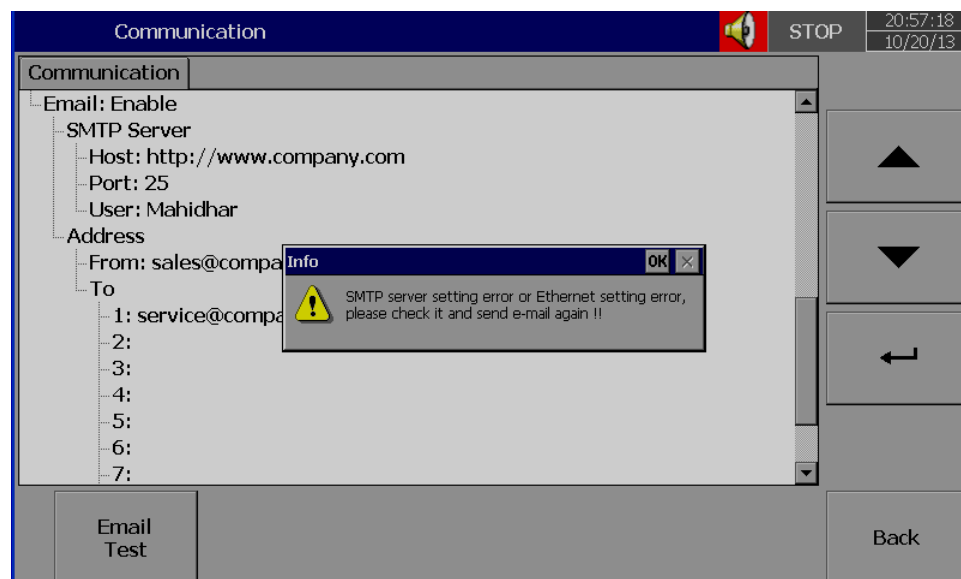 Communication
STOP
20:57:18
10/20/13
Communication
Email: Enable
SMTP Server
Host: http://www.company.com
Port: 25
User: Mahidhar
Address
From: sales@compa
To
1: service@compa
2:
3:
4:
5:
6:
7:
Info
OK
SMTP server setting error or Ethernet setting error,
please check it and send e-mail again !!
Email
Test
Back